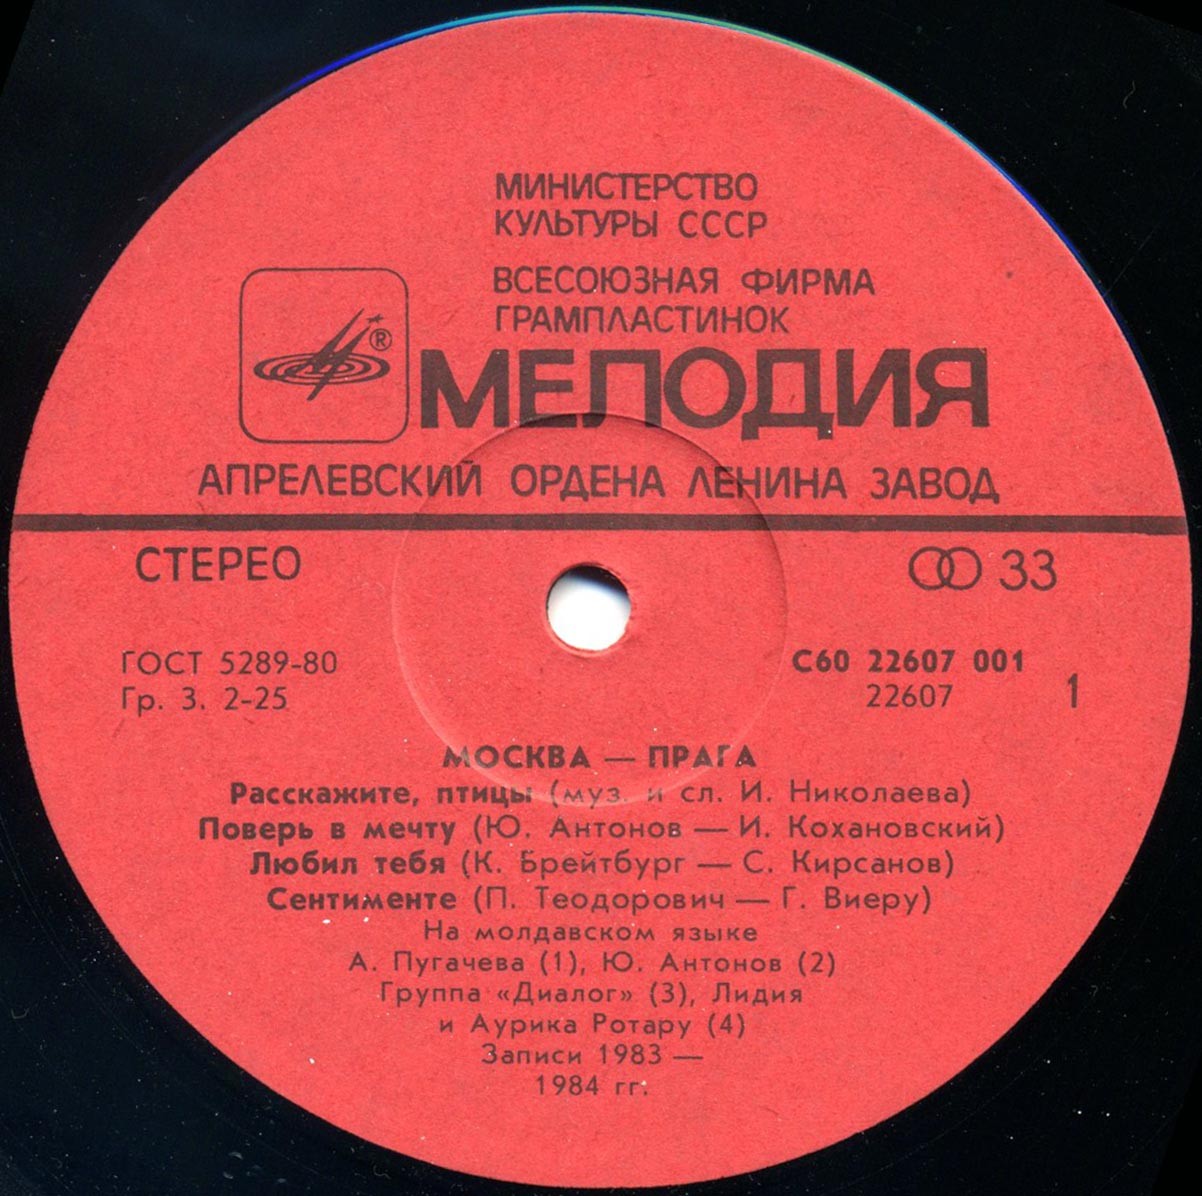 МИНИСТЕРСТВО
КУЛЬТУРЫ СССР
ВСЕСОЮЗНАЯ ФИРМА
ГРАМПЛАСТИНОК
®
МЕЛОДИЯ
АПРЕЛЕВСКИЙ ОРДЕНА ЛЕНИНА ЗАВОД
СТЕРЕО
33
ГОСТ 5289-80
Гр. 3. 2-25
С60 22607 001
22607
1
МОСКВА — ПРАГА
Расскажите, птицы (муз. и сл. И. Николаева)
Поверь в мечту (Ю. Антонов — И. Кохановский)
Любил тебя (К. Брейтбург — С. Кирсанов)
Сентименте (П. Теодорович — Г. Виеру)
На молдавском языке
А. Пугачева (1), Ю. Антонов (2)
Группа «Диалог» (3), Лидия
и Аурика Ротару (4)
Записи 1983 —
1984 гг.